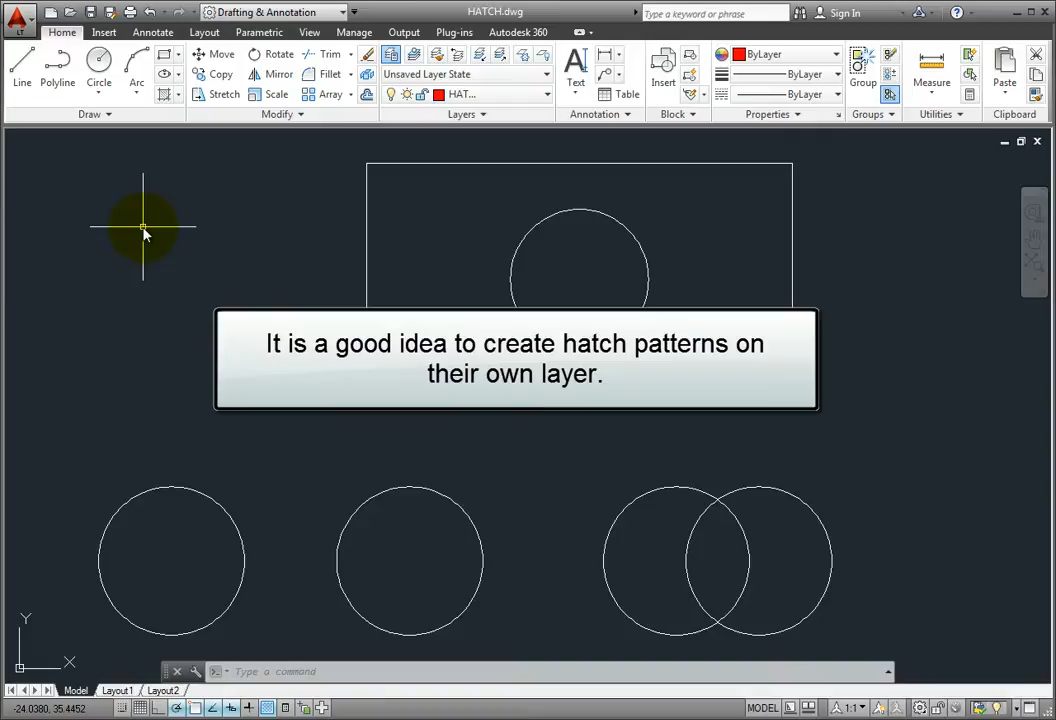 Drafting & Annotation
HATCH.dwg
Type a keyword or phrase
Sign In
LT
Home Insert Annotate Layout Parametric View Manage Output Plug-ins Autodesk 360
Line Polyline Circle Arc
Move Rotate Trim
Copy Mirror Fillet
Stretch Scale Array
Unsaved Layer State
HAT...
Text
Table
Insert
ByLayer
ByLayer
ByLayer
Group
Measure
Paste
Draw Modify Layers Annotation Block Properties Groups Utilities Clipboard
It is a good idea to create hatch patterns on
their own layer.
Y
X
Type a command
Model Layout1 Layout2
-24.0380, 35.4452
MODEL
1:1